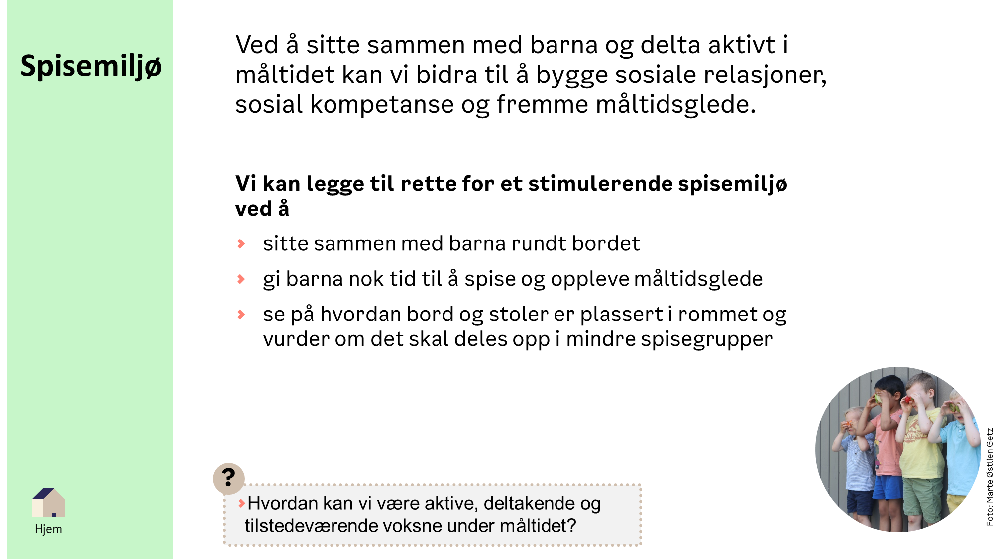 Spisemiljø
Ved å sitte sammen med barna og delta aktivt i
måltidet kan vi bidra til å bygge sosiale relasjoner,
sosial kompetanse og fremme måltidsglede.
Vi kan legge til rette for et stimulerende spisemiljø
ved å
sitte sammen med barna rundt bordet
gi barna nok tid til å spise og oppleve måltidsglede
se på hvordan bord og stoler er plassert i rommet og
vurder om det skal deles opp i mindre spisegrupper
?
Hvordan kan vi være aktive, deltakende og
tilstedeværende voksne under måltidet?
Hjem
Foto: Marte Østlien Getz